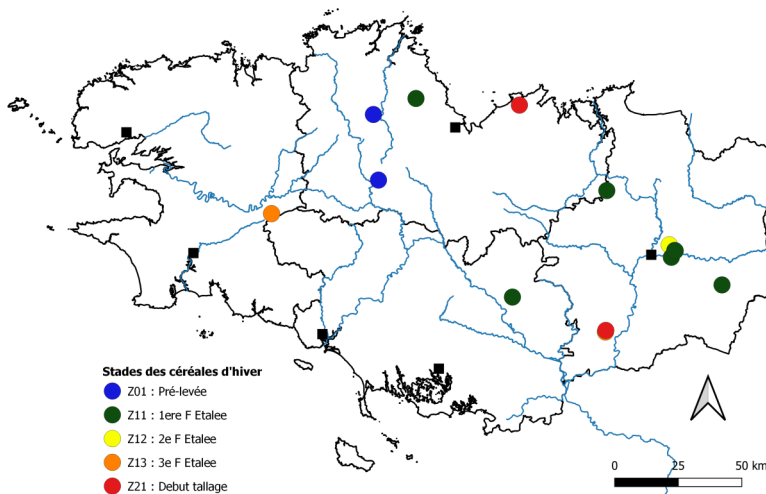 Stades des céréales d'hiver
Z01 : Pré-levée
Z11 : 1ere F Etalee
Z12 : 2e F Etalee
Z13 : 3e F Etalee
Z21 : Debut tallage
0 25 50 km